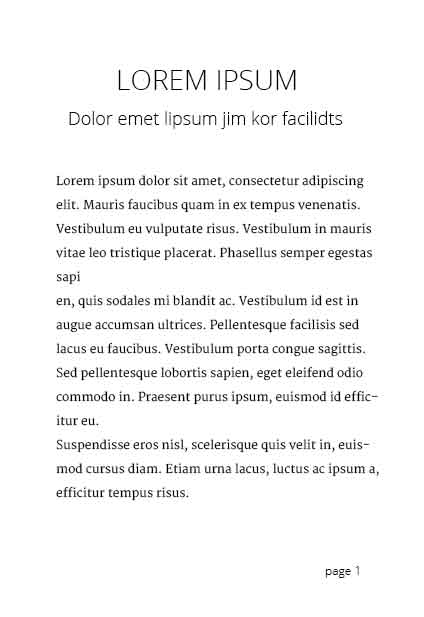 LOREM IPSUM
Dolor emet lipsum jim kor facilidts
Lorem ipsum dolor sit amet, consectetur adipiscing
elit. Mauris faucibus quam in ex tempus venenatis.
Vestibulum eu vulputate risus. Vestibulum in mauris
vitae leo tristique placerat. Phasellus semper egestas
sapi
en, quis sodales mi blandit ac. Vestibulum id est in
augue accumsan ultrices. Pellentesque facilisis sed
lacus eu faucibus. Vestibulum porta congue sagittis.
Sed pellentesque lobortis sapien, eget eleifend odio
commodo in. Praesent purus ipsum, euismod id effic-
itur eu.
Suspendisse eros nisl, scelerisque quis velit in, euis-
mod cursus diam. Etiam urna lacus, luctus ac ipsum a,
efficitur tempus risus.
page 1